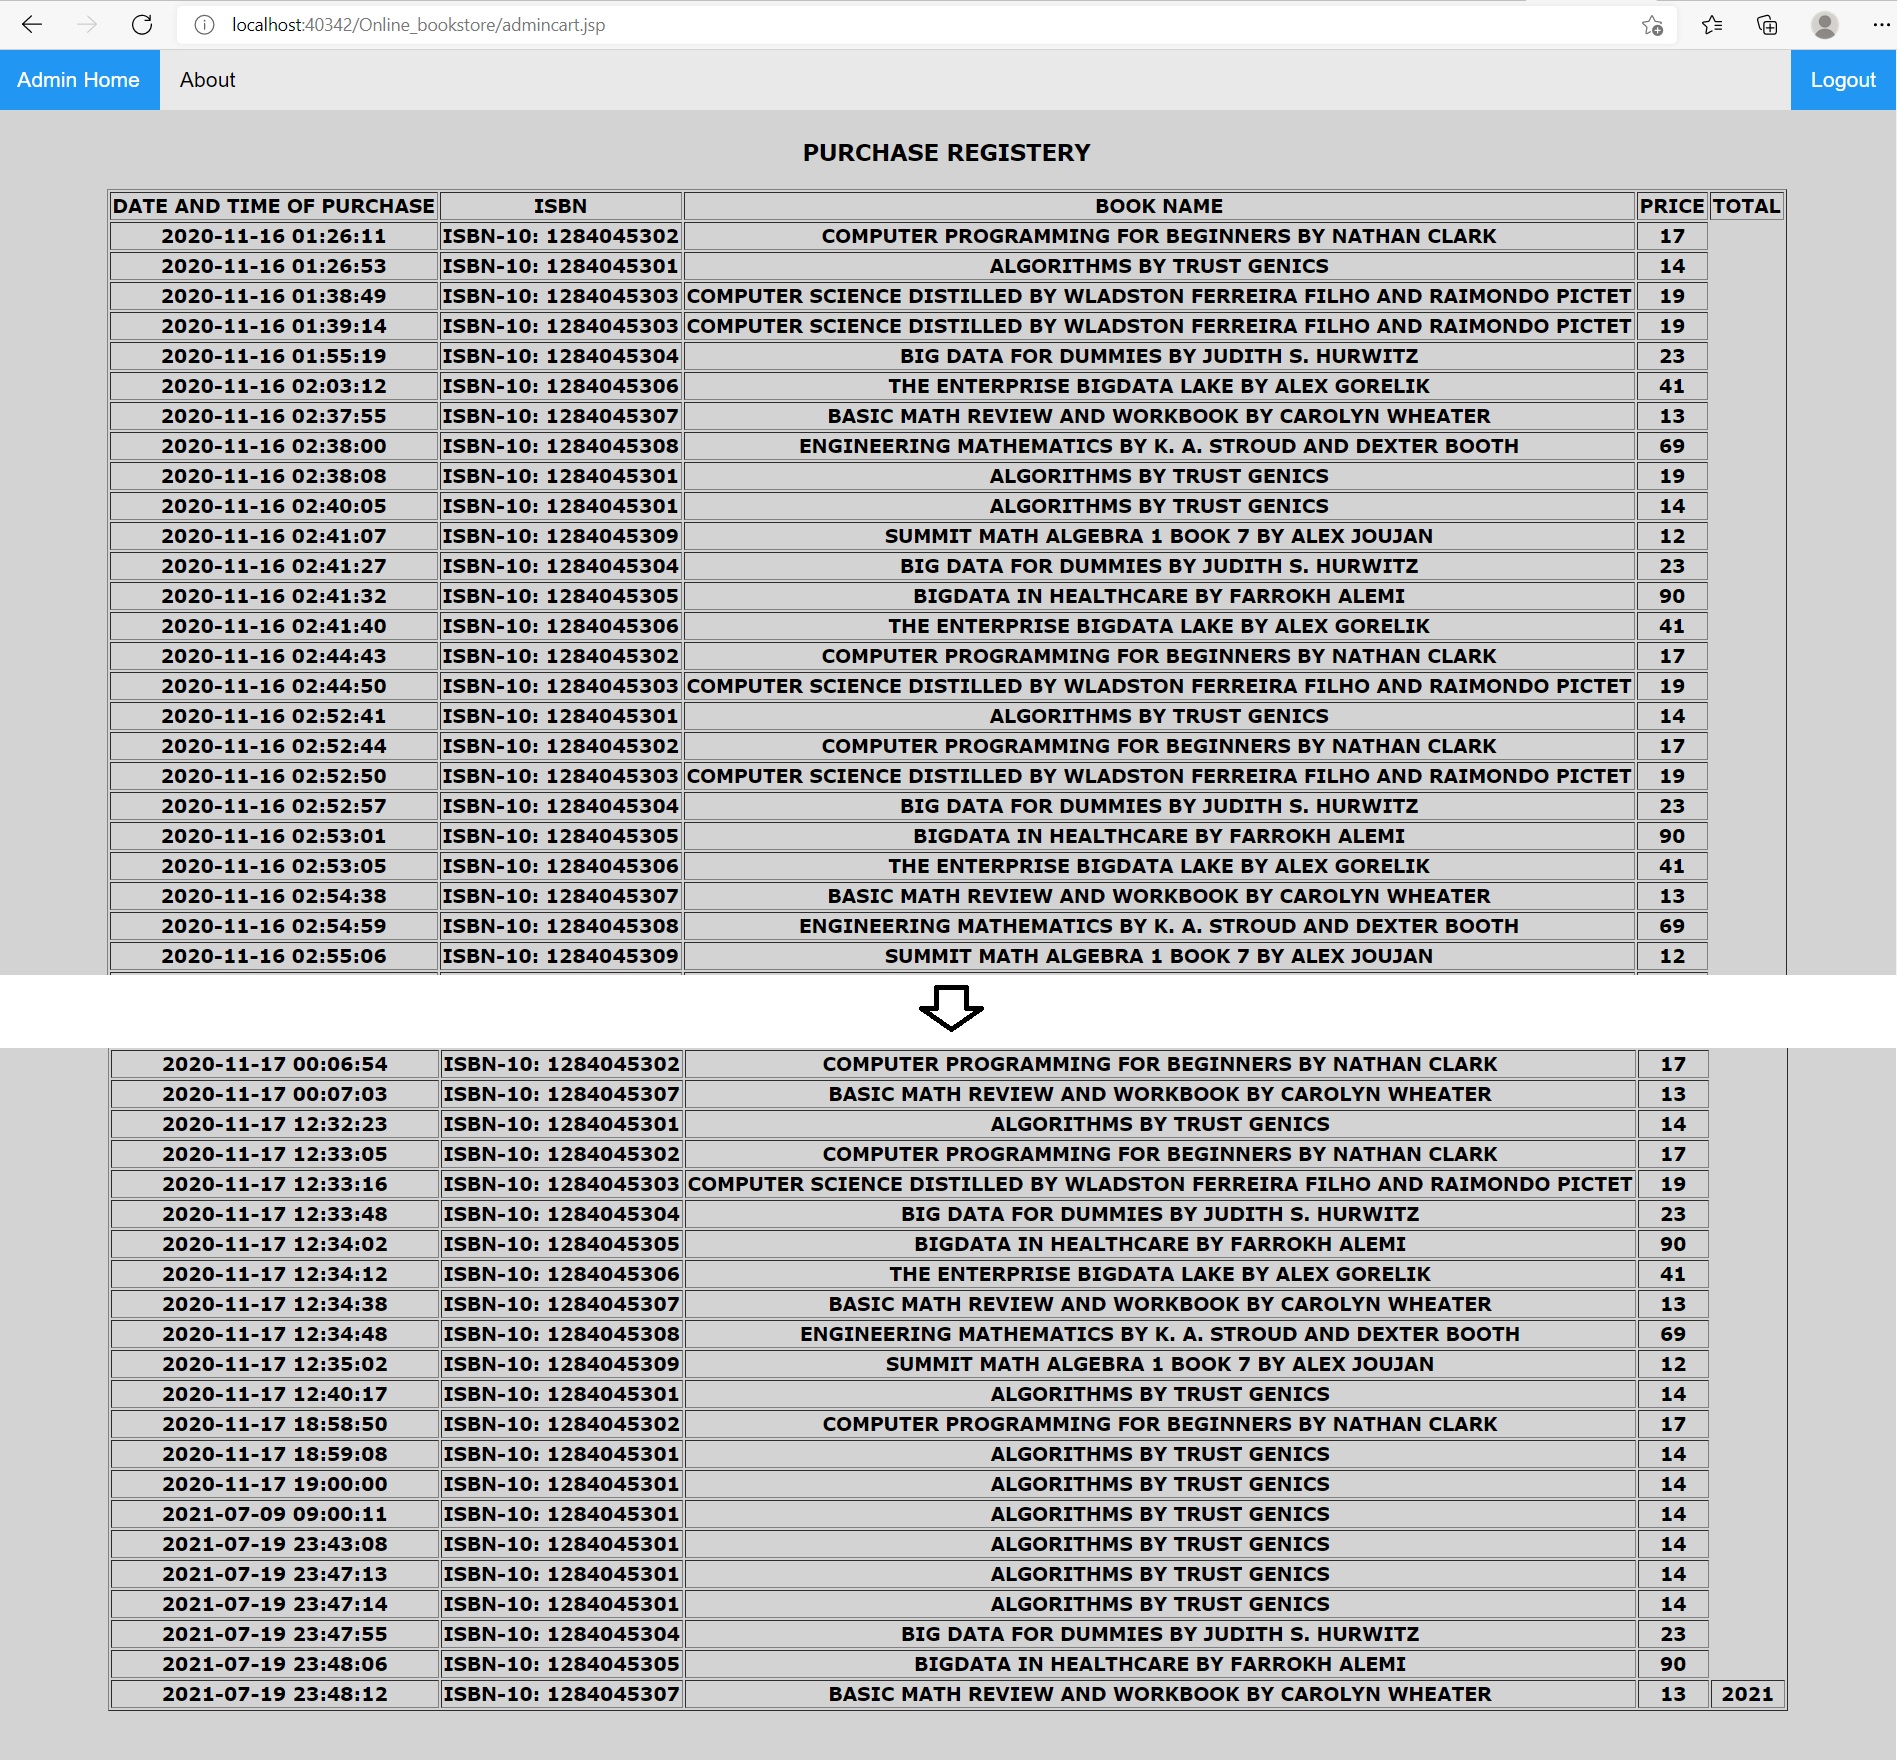 localhost:40342/Online_bookstore/admincart.jsp
Admin Home About Logout
PURCHASE REGISTERY
DATE AND TIME OF PURCHASE ISBN BOOK NAME PRICE TOTAL
2020-11-16 01:26:11 ISBN-10: 1284045302 COMPUTER PROGRAMMING FOR BEGINNERS BY NATHAN CLARK 17
2020-11-16 01:26:53 ISBN-10: 1284045301 ALGORITHMS BY TRUST GENICS 14
2020-11-16 01:38:49 ISBN-10: 1284045303 COMPUTER SCIENCE DISTILLED BY WLADSTON FERREIRA FILHO AND RAIMONDO PICTET 19
2020-11-16 01:39:14 ISBN-10: 1284045303 COMPUTER SCIENCE DISTILLED BY WLADSTON FERREIRA FILHO AND RAIMONDO PICTET 19
2020-11-16 01:55:19 ISBN-10: 1284045304 BIG DATA FOR DUMMIES BY JUDITH S. HURWITZ 23
2020-11-16 02:03:12 ISBN-10: 1284045306 THE ENTERPRISE BIGDATA LAKE BY ALEX GORELIK 41
2020-11-16 02:37:55 ISBN-10: 1284045307 BASIC MATH REVIEW AND WORKBOOK BY CAROLYN WHEATER 13
2020-11-16 02:38:00 ISBN-10: 1284045308 ENGINEERING MATHEMATICS BY K. A. STROUD AND DEXTER BOOTH 69
2020-11-16 02:38:08 ISBN-10: 1284045301 ALGORITHMS BY TRUST GENICS 19
2020-11-16 02:40:05 ISBN-10: 1284045301 ALGORITHMS BY TRUST GENICS 14
2020-11-16 02:41:07 ISBN-10: 1284045309 SUMMIT MATH ALGEBRA 1 BOOK 7 BY ALEX JOUJAN 12
2020-11-16 02:41:27 ISBN-10: 1284045304 BIG DATA FOR DUMMIES BY JUDITH S. HURWITZ 23
2020-11-16 02:41:32 ISBN-10: 1284045305 BIGDATA IN HEALTHCARE BY FARROKH ALEMI 90
2020-11-16 02:41:40 ISBN-10: 1284045306 THE ENTERPRISE BIGDATA LAKE BY ALEX GORELIK 41
2020-11-16 02:44:43 ISBN-10: 1284045302 COMPUTER PROGRAMMING FOR BEGINNERS BY NATHAN CLARK 17
2020-11-16 02:44:50 ISBN-10: 1284045303 COMPUTER SCIENCE DISTILLED BY WLADSTON FERREIRA FILHO AND RAIMONDO PICTET 19
2020-11-16 02:52:41 ISBN-10: 1284045301 ALGORITHMS BY TRUST GENICS 14
2020-11-16 02:52:44 ISBN-10: 1284045302 COMPUTER PROGRAMMING FOR BEGINNERS BY NATHAN CLARK 17
2020-11-16 02:52:50 ISBN-10: 1284045303 COMPUTER SCIENCE DISTILLED BY WLADSTON FERREIRA FILHO AND RAIMONDO PICTET 19
2020-11-16 02:52:57 ISBN-10: 1284045304 BIG DATA FOR DUMMIES BY JUDITH S. HURWITZ 23
2020-11-16 02:53:01 ISBN-10: 1284045305 BIGDATA IN HEALTHCARE BY FARROKH ALEMI 90
2020-11-16 02:53:05 ISBN-10: 1284045306 THE ENTERPRISE BIGDATA LAKE BY ALEX GORELIK 41
2020-11-16 02:54:38 ISBN-10: 1284045307 BASIC MATH REVIEW AND WORKBOOK BY CAROLYN WHEATER 13
2020-11-16 02:54:59 ISBN-10: 1284045308 ENGINEERING MATHEMATICS BY K. A. STROUD AND DEXTER BOOTH 69
2020-11-16 02:55:06 ISBN-10: 1284045309 SUMMIT MATH ALGEBRA 1 BOOK 7 BY ALEX JOUJAN 12
2020-11-17 00:06:54 ISBN-10: 1284045302 COMPUTER PROGRAMMING FOR BEGINNERS BY NATHAN CLARK 17
2020-11-17 00:07:03 ISBN-10: 1284045307 BASIC MATH REVIEW AND WORKBOOK BY CAROLYN WHEATER 13
2020-11-17 12:32:23 ISBN-10: 1284045301 ALGORITHMS BY TRUST GENICS 14
2020-11-17 12:33:05 ISBN-10: 1284045302 COMPUTER PROGRAMMING FOR BEGINNERS BY NATHAN CLARK 17
2020-11-17 12:33:16 ISBN-10: 1284045303 COMPUTER SCIENCE DISTILLED BY WLADSTON FERREIRA FILHO AND RAIMONDO PICTET 19
2020-11-17 12:33:48 ISBN-10: 1284045304 BIG DATA FOR DUMMIES BY JUDITH S. HURWITZ 23
2020-11-17 12:34:02 ISBN-10: 1284045305 BIGDATA IN HEALTHCARE BY FARROKH ALEMI 90
2020-11-17 12:34:12 ISBN-10: 1284045306 THE ENTERPRISE BIGDATA LAKE BY ALEX GORELIK 41
2020-11-17 12:34:38 ISBN-10: 1284045307 BASIC MATH REVIEW AND WORKBOOK BY CAROLYN WHEATER 13
2020-11-17 12:34:48 ISBN-10: 1284045308 ENGINEERING MATHEMATICS BY K. A. STROUD AND DEXTER BOOTH 69
2020-11-17 12:35:02 ISBN-10: 1284045309 SUMMIT MATH ALGEBRA 1 BOOK 7 BY ALEX JOUJAN 12
2020-11-17 12:40:17 ISBN-10: 1284045301 ALGORITHMS BY TRUST GENICS 14
2020-11-17 18:58:50 ISBN-10: 1284045302 COMPUTER PROGRAMMING FOR BEGINNERS BY NATHAN CLARK 17
2020-11-17 18:59:08 ISBN-10: 1284045301 ALGORITHMS BY TRUST GENICS 14
2020-11-17 19:00:00 ISBN-10: 1284045301 ALGORITHMS BY TRUST GENICS 14
2021-07-09 09:00:11 ISBN-10: 1284045301 ALGORITHMS BY TRUST GENICS 14
2021-07-19 23:43:08 ISBN-10: 1284045301 ALGORITHMS BY TRUST GENICS 14
2021-07-19 23:47:13 ISBN-10: 1284045301 ALGORITHMS BY TRUST GENICS 14
2021-07-19 23:47:14 ISBN-10: 1284045301 ALGORITHMS BY TRUST GENICS 14
2021-07-19 23:47:55 ISBN-10: 1284045304 BIG DATA FOR DUMMIES BY JUDITH S. HURWITZ 23
2021-07-19 23:48:06 ISBN-10: 1284045305 BIGDATA IN HEALTHCARE BY FARROKH ALEMI 90
2021-07-19 23:48:12 ISBN-10: 1284045307 BASIC MATH REVIEW AND WORKBOOK BY CAROLYN WHEATER 13 2021